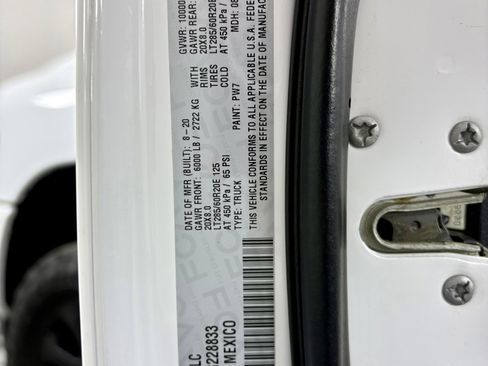 LC
DATE OF MFR (BUILT): 8-20 GVWR: 10000
GAWR FRONT: 6000 LB / 2722 KG WITH GAWR REAR:
20X8.0 RIMS 20X8.0
LT285/60R20E 125 TIRES LT285/60R20E
AT 450 kPa / 65 PSI COLD AT 450 kPa /
TYPE: TRUCK PAINT: PW7 MDH: 08
THIS VEHICLE CONFORMS TO ALL APPLICABLE U.S.A. FEDE
STANDARDS IN EFFECT ON THE DATE OF MANUFAC
228833
MEXICO